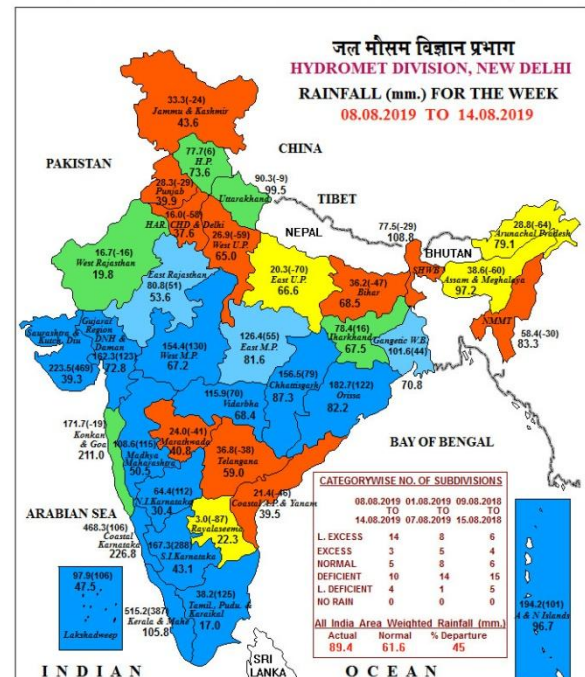 जल मौसम विज्ञान प्रभाग
HYDROMET DIVISION, NEW DELHI
RAINFALL (mm.) FOR THE WEEK
08.08.2019 TO 14.08.2019
33.3(-24)
Jammu & Kashmir
43.6
CHINA
PAKISTAN
77.7(6)
H.P.
73.6
90.3(-9)
99.5
Uttarakhand
TIBET
28.3(-29)
Punjab
39.9
16.0(-58)
HAR. CHD & Delhi
37.6
26.9(-59)
West U.P.
65.0
NEPAL
77.5(-29)
108.8
SHWB
BHUTAN
28.8(-64)
Arunachal Pradesh
79.1
38.6(-60)
Assam & Meghalaya
97.2
16.7(-16)
West Rajasthan
19.8
East Rajasthan
80.8(51)
53.6
20.3(-70)
East U.P.
66.6
36.2(-47)
Bihar
68.5
NMMT
58.4(-30)
83.3
Saurashtra &
Kutch, Diu
223.5(469)
39.3
Gujarat
Region
DNH &
Daman
162.3(123)
72.8
154.4(130)
West M.P.
67.2
126.4(55)
East M.P.
81.6
78.4(16)
Jharkhand
67.5
Gangetic W.B.
101.6(44)
70.8
156.5(79)
Chhattisgarh
87.3
182.7(122)
Orissa
82.2
115.9(70)
Vidarbha
68.4
171.7(-19)
Konkan
and Goa
211.0
108.6(115)
Madhya
Maharashtra
50.5
24.0(-41)
Marathwada
40.8
36.8(-38)
Telangana
59.0
BAY OF BENGAL
21.4(-46)
Coastal A.P. & Yanam
39.5
64.4(112)
N.I.Karnataka
30.4
3.0(-87)
Rayalaseema
22.3
ARABIAN SEA
468.3(106)
Coastal
Karnataka
226.8
167.3(288)
S.I.Karnataka
43.1
97.9(106)
47.5
Lakshadweep
515.2(387)
Kerala & Mahe
105.8
38.2(125)
Tamil, Pudu. &
Karaikal
17.0
CATEGORYWISE NO. OF SUBDIVISIONS
08.08.2019 01.08.2019 09.08.2018
TO TO TO
14.08.2019 07.08.2019 15.08.2018
L. EXCESS 14 8 6
EXCESS 3 5 4
NORMAL 5 8 6
DEFICIENT 10 14 15
L. DEFICIENT 4 1 5
NO RAIN 0 0 0
All India Area Weighted Rainfall (mm.)
Actual Normal % Departure
89.4 61.6 45
194.2(101)
A & N Islands
96.7
SRI
LANKA
INDIAN OCEAN